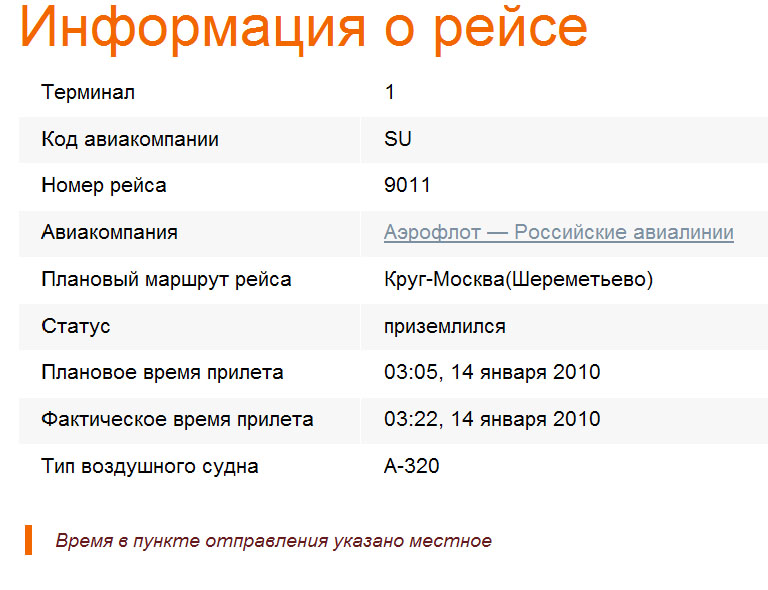 Информация о рейсе
Терминал 1
Код авиакомпании SU
Номер рейса 9011
Авиакомпания Аэрофлот — Российские авиалинии
Плановый маршрут рейса Круг-Москва(Шереметьево)
Статус приземлился
Плановое время прилета 03:05, 14 января 2010
Фактическое время прилета 03:22, 14 января 2010
Тип воздушного судна А-320
Время в пункте отправления указано местное